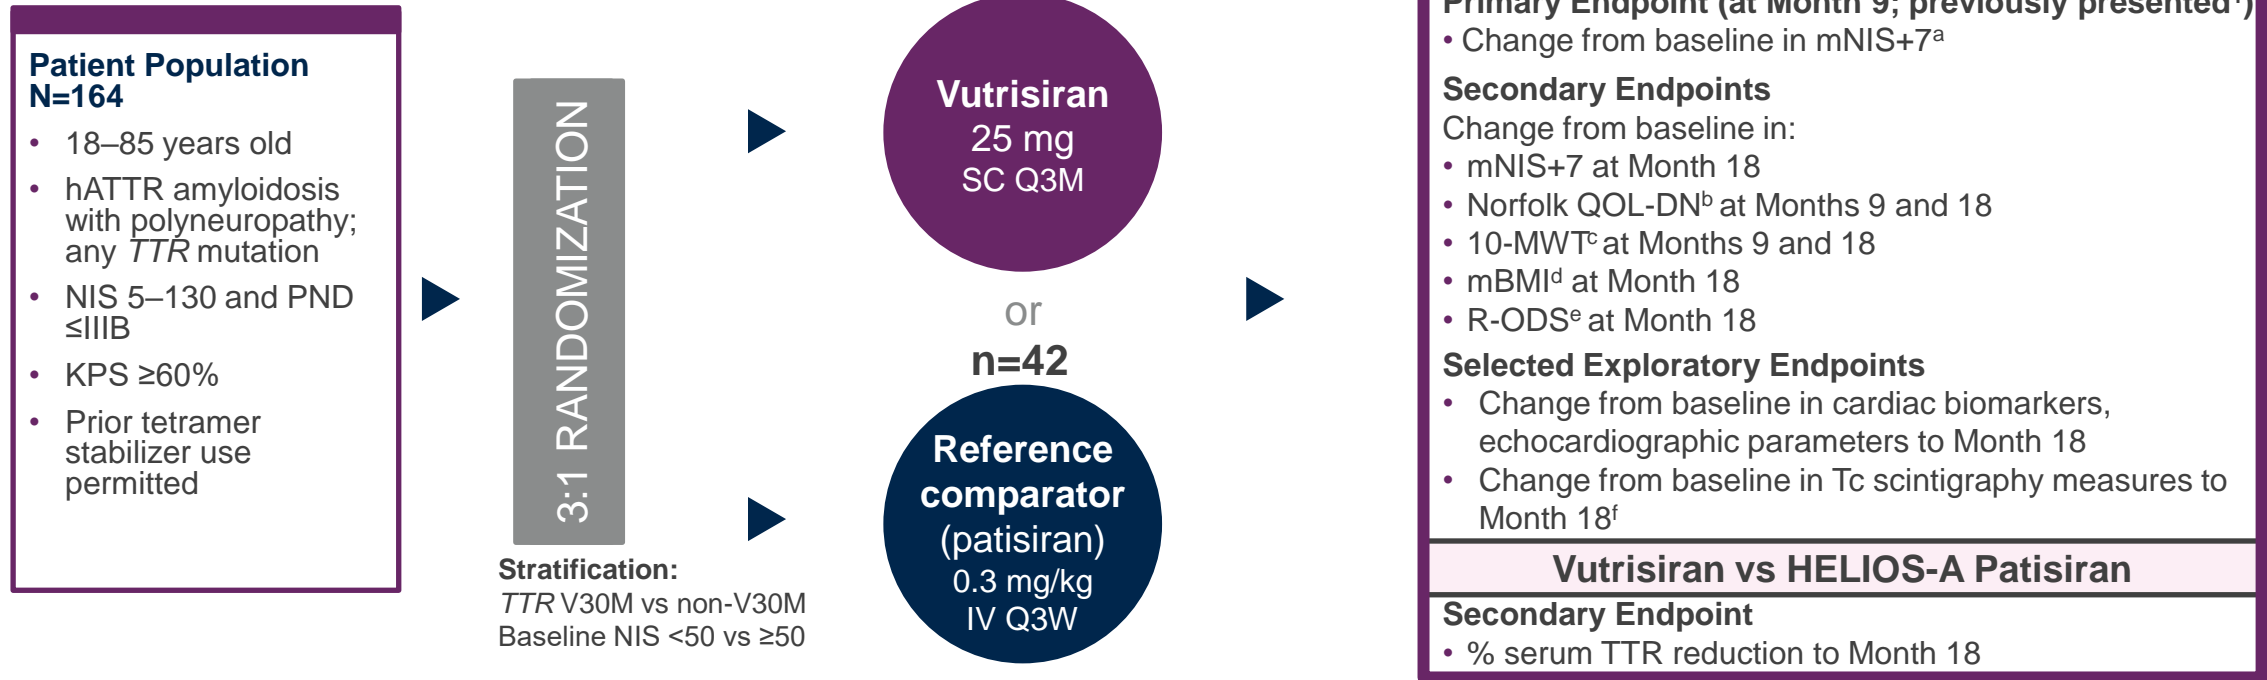 Patient Population
N=164
• 18–85 years old
• hATTR amyloidosis
with polyneuropathy;
any TTR mutation
• NIS 5–130 and PND
≤IIIB
• KPS ≥60%
• Prior tetramer
stabilizer use
permitted
3:1 RANDOMIZATION
Stratification:
TTR V30M vs non-V30M
Baseline NIS <50 vs ≥50
Vutrisiran
25 mg
SC Q3M
or
n=42
Reference
comparator
(patisiran)
0.3 mg/kg
IV Q3W
Primary Endpoint (at Month 9; previously presented¹)
• Change from baseline in mNIS+7ᵃ
Secondary Endpoints
Change from baseline in:
• mNIS+7 at Month 18
• Norfolk QOL-DNᵇ at Months 9 and 18
• 10-MWTᶜ at Months 9 and 18
• mBMIᵈ at Month 18
• R-ODSᵉ at Month 18
Selected Exploratory Endpoints
• Change from baseline in cardiac biomarkers,
echocardiographic parameters to Month 18
• Change from baseline in Tc scintigraphy measures to
Month 18ᶠ
Vutrisiran vs HELIOS-A Patisiran
Secondary Endpoint
• % serum TTR reduction to Month 18